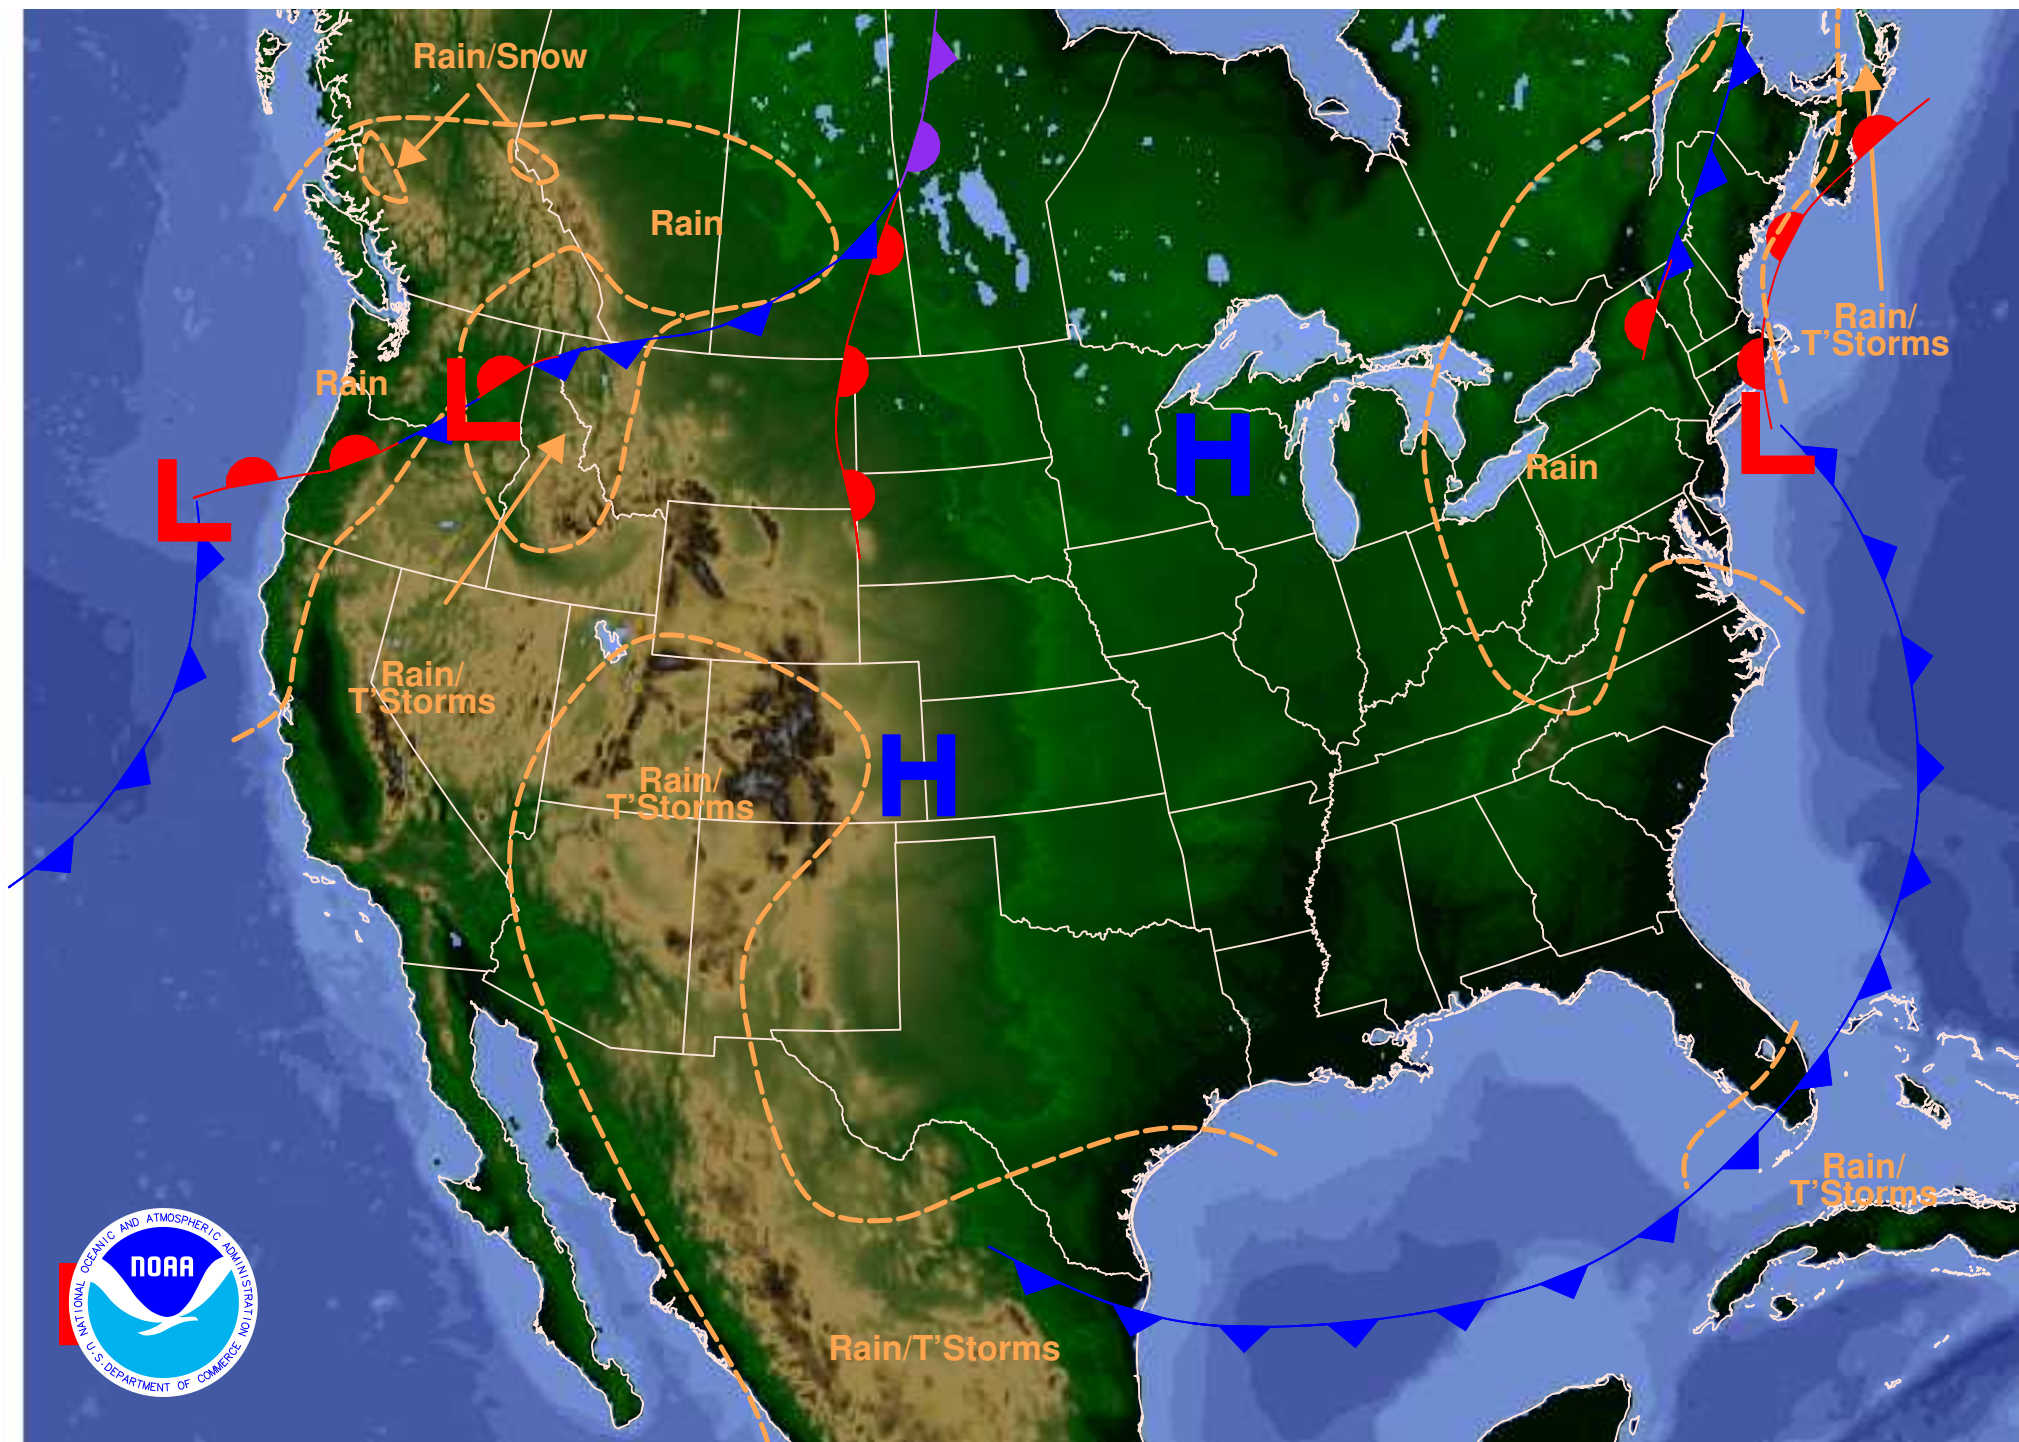 Rain/Snow
Rain
Rain/
T'Storms
Rain
L
L
H
Rain
L
Rain/
T'Storms
Rain/
T'Storms
H
Rain/
T'Storms
Rain/T'Storms
NATIONAL OCEANIC AND ATMOSPHERIC ADMINISTRATION
NOAA
U.S. DEPARTMENT OF COMMERCE